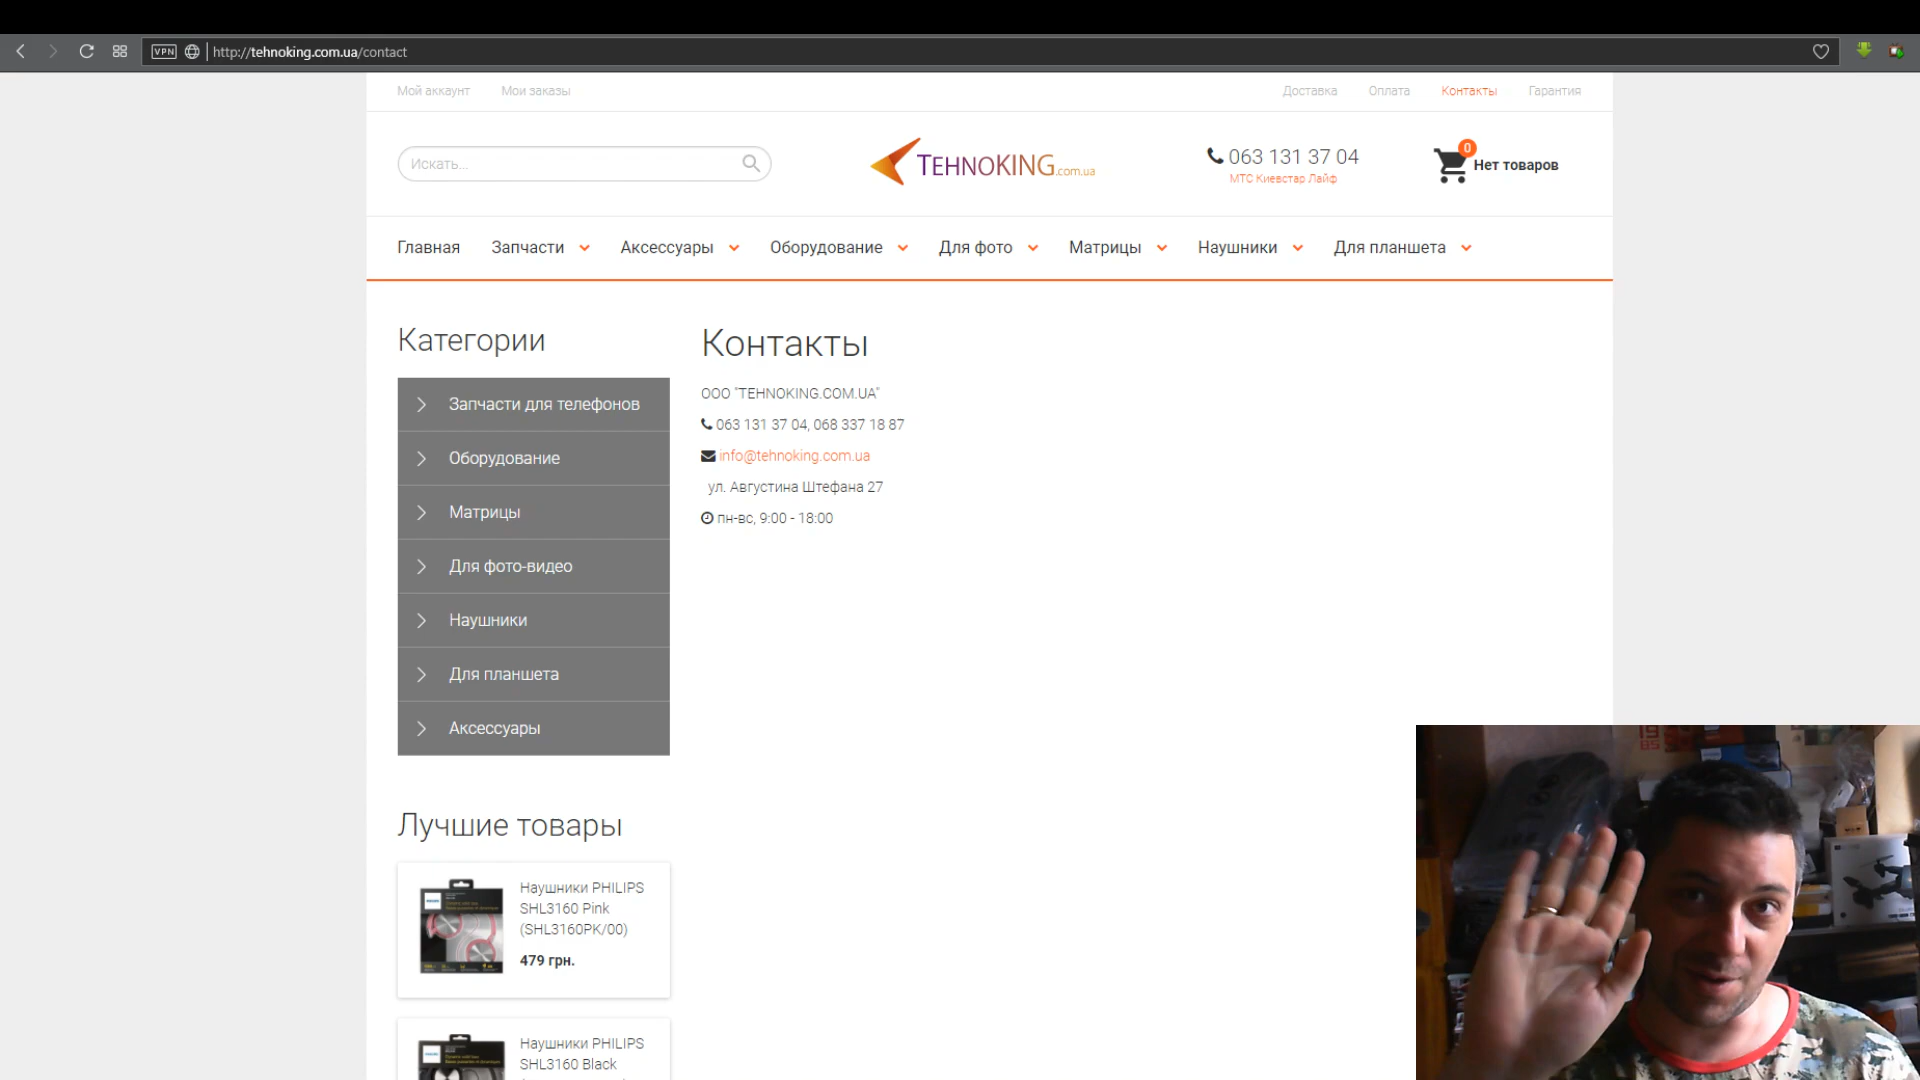 VPN http://tehnoking.com.ua/contact
Мой аккаунт Мои заказы Доставка Оплата Контакты Гарантия
Искать...
TEHNOKING.com.ua
063 131 37 04
МТС Киевстар Лайф
0
Нет товаров
Главная Запчасти Аксессуары Оборудование Для фото Матрицы Наушники Для планшета
Категории
Запчасти для телефонов
Оборудование
Матрицы
Для фото-видео
Наушники
Для планшета
Аксессуары
Контакты
ООО "TEHNOKING.COM.UA"
063 131 37 04, 068 337 18 87
info@tehnoking.com.ua
ул. Августина Штефана 27
пн-вс, 9:00 - 18:00
Лучшие товары
Наушники PHILIPS
SHL3160 Pink
(SHL3160PK/00)
479 грн.
Наушники PHILIPS
SHL3160 Black